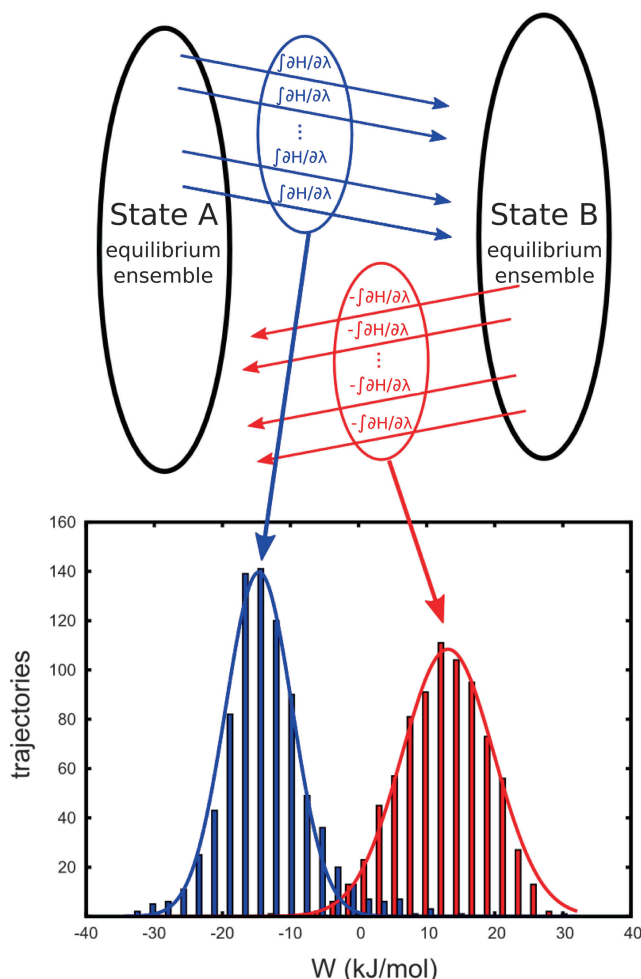 ∫∂H/∂λ
∫∂H/∂λ
⋮
∫∂H/∂λ
∫∂H/∂λ
State A
equilibrium
ensemble
State B
equilibrium
ensemble
-∫∂H/∂λ
-∫∂H/∂λ
⋮
-∫∂H/∂λ
-∫∂H/∂λ
160
140
120
100
80
60
40
20
trajectories
-40
-30
-20
-10
0
10
20
30
40
W (kJ/mol)